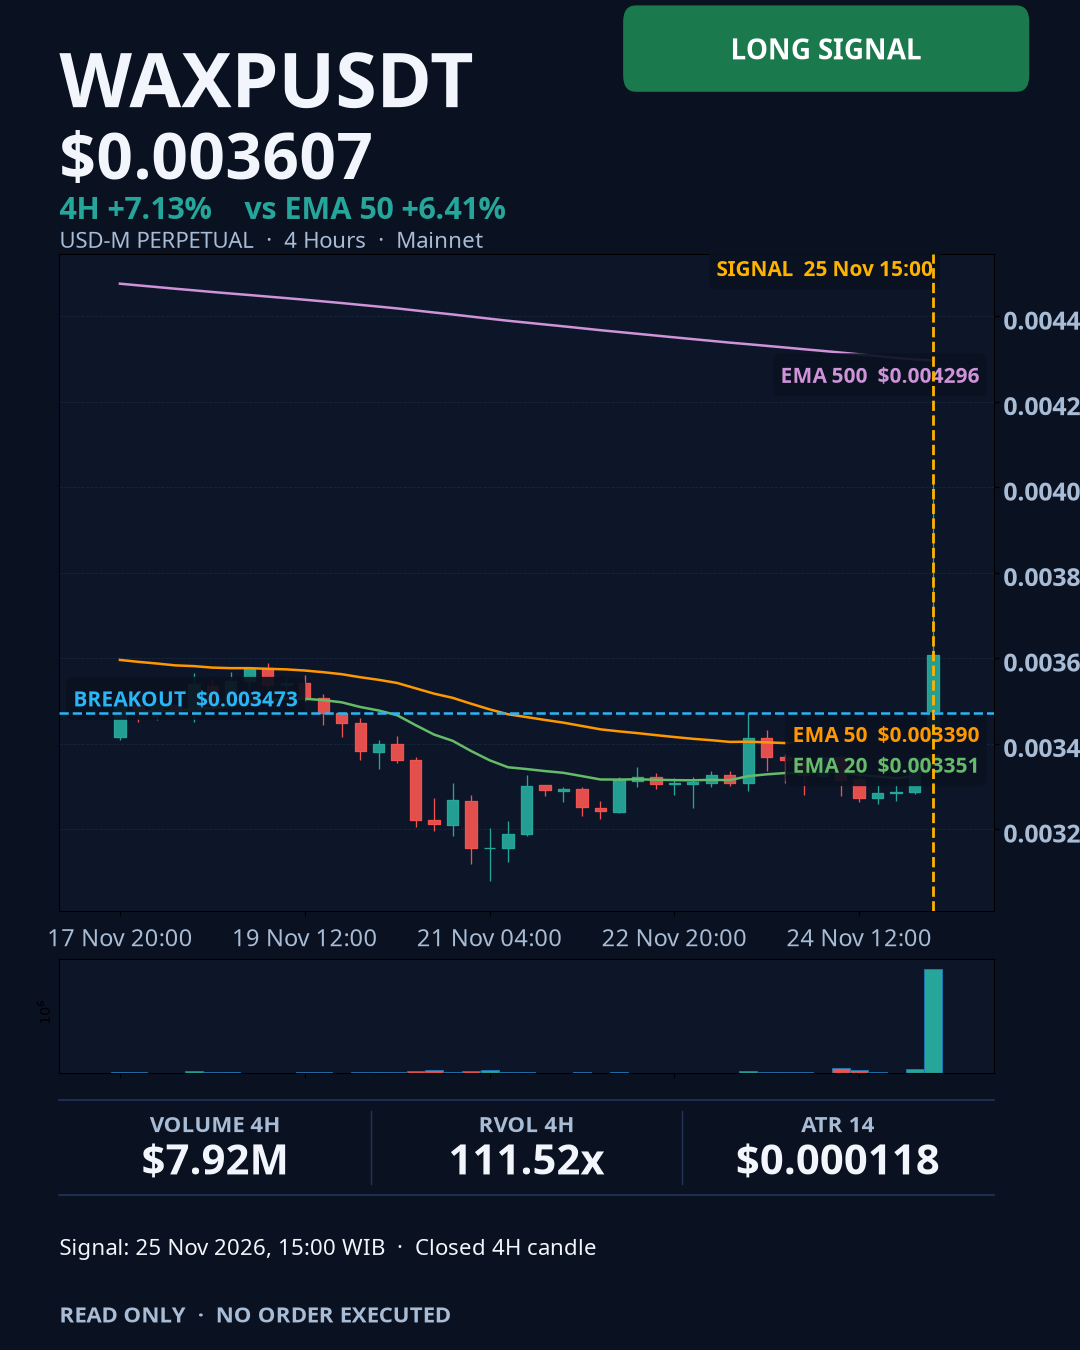 LONG SIGNAL
WAXPUSDT
$0.003607
4H +7.13% vs EMA 50 +6.41%
USD-M PERPETUAL · 4 Hours · Mainnet
SIGNAL 25 Nov 15:00
0.0044
EMA 500 $0.004296
0.0042
0.0040
0.0038
0.0036
BREAKOUT $0.003473
EMA 50 $0.003390
0.0034
EMA 20 $0.003351
0.0032
17 Nov 20:00 19 Nov 12:00 21 Nov 04:00 22 Nov 20:00 24 Nov 12:00
10⁶
VOLUME 4H RVOL 4H ATR 14
$7.92M 111.52x $0.000118
Signal: 25 Nov 2026, 15:00 WIB · Closed 4H candle
READ ONLY · NO ORDER EXECUTED